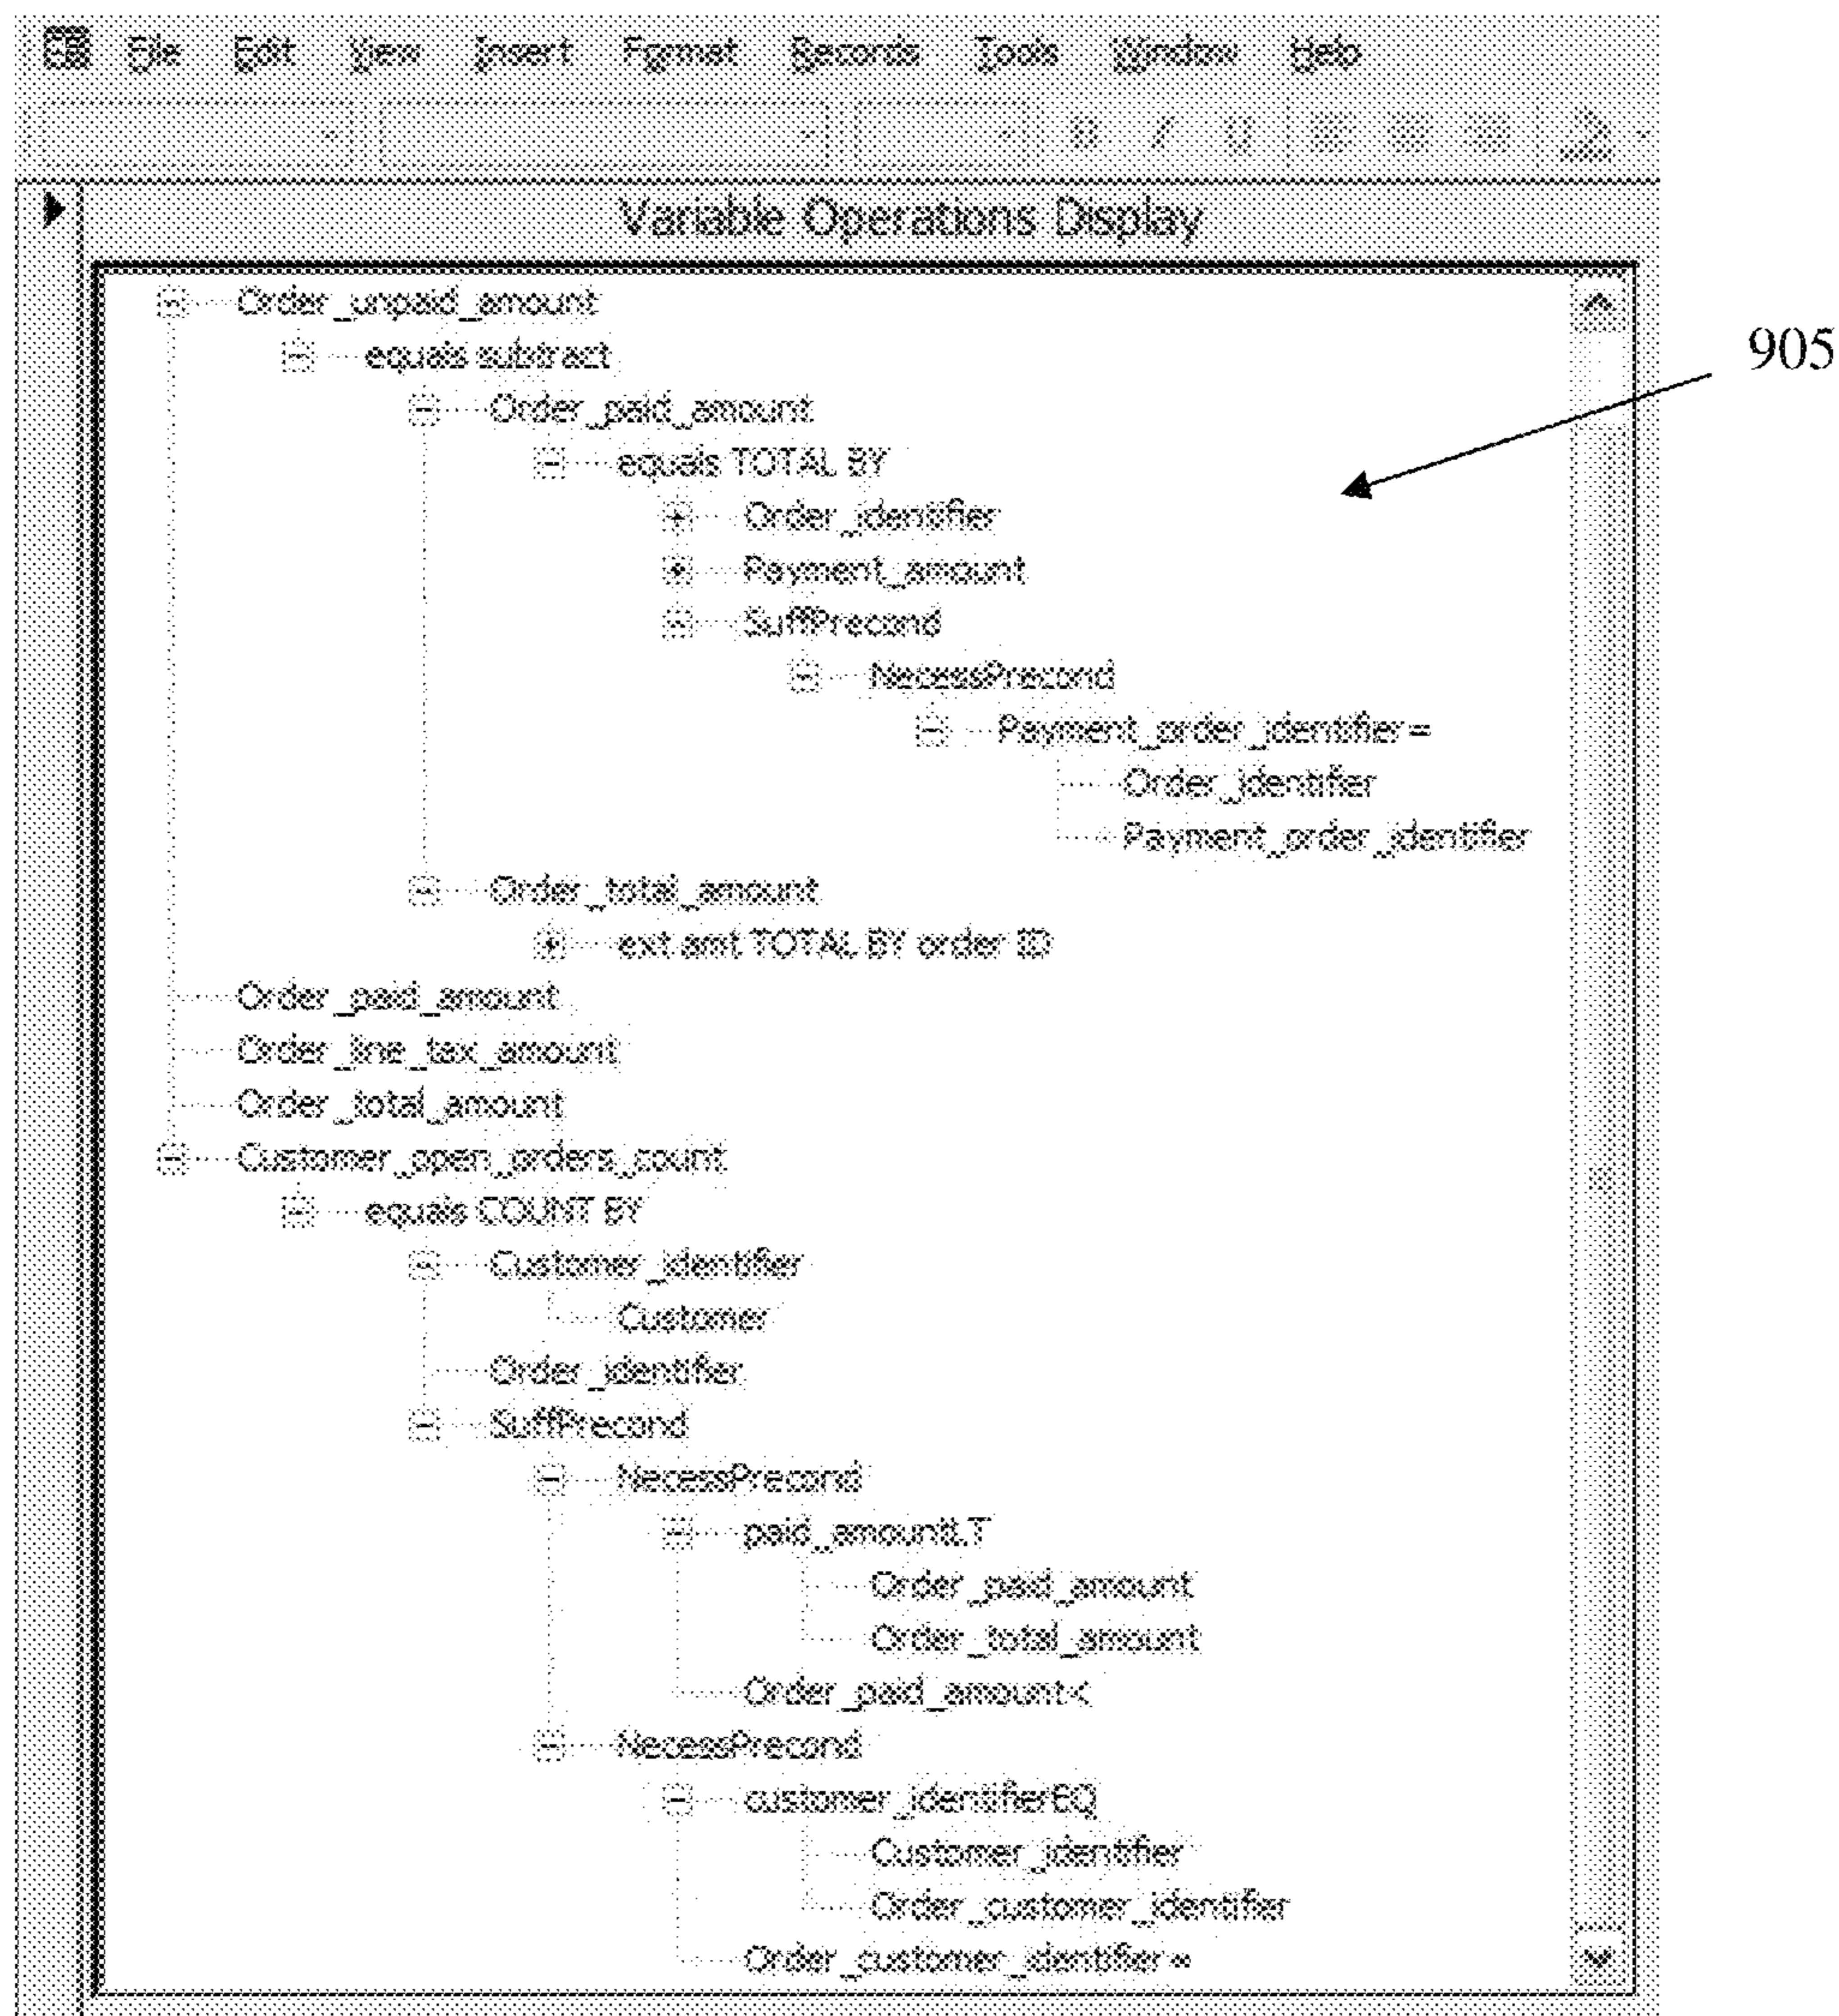 File Edit View Insert Format Records Tools Window Help
B I U
Variable Operations Display
Order_unpaid_amount
905
equals subtract
Order_paid_amount
equals TOTAL BY
Order_identifier
Payment_amount
SuffPrecond
NecessPrecond
Payment_order_identifier=
Order_identifier
Payment_order_identifier
Order_total_amount
ext amt TOTAL BY order ID
Order_paid_amount
Order_line_tax_amount
Order_total_amount
Customer_open_orders_count
equals COUNT BY
Customer_identifier
Customer
Order_identifier
SuffPrecond
NecessPrecond
paid_amountLT
Order_paid_amount
Order_total_amount
Order_paid_amount<
NecessPrecond
customer_identifierEQ
Customer_identifier
Order_customer_identifier
Order_customer_identifier=